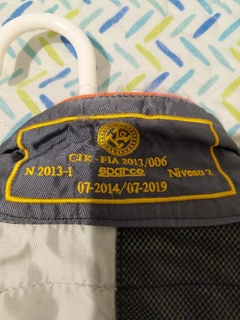 CIK - FIA 2013/006
N 2013-1 sparco Niveau 2
07-2014/07-2019